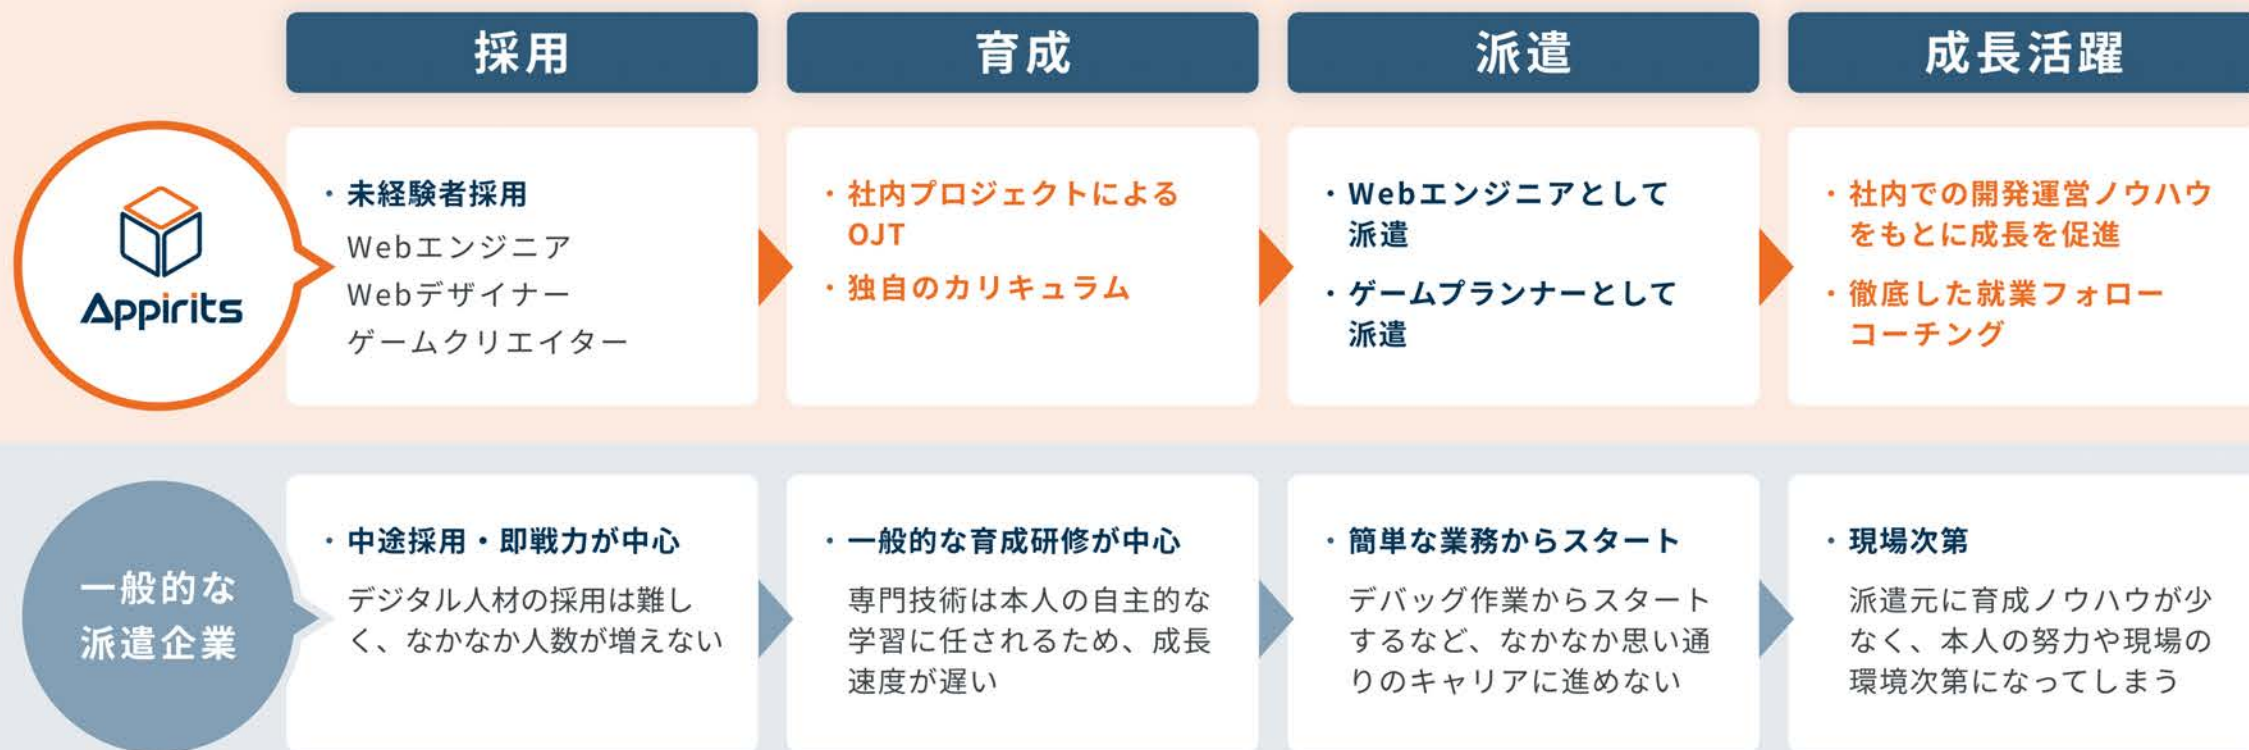 採用
育成
派遣
成長活躍
Appirits
・未経験者採用
Webエンジニア
Webデザイナー
ゲームクリエイター
・社内プロジェクトによる
OJT
・独自のカリキュラム
・Webエンジニアとして
派遣
・ゲームプランナーとして
派遣
・社内での開発運営ノウハウ
をもとに成長を促進
・徹底した就業フォロー
コーチング
一般的な
派遣企業
・中途採用・即戦力が中心
デジタル人材の採用は難し
く、なかなか人数が増えない
・一般的な育成研修が中心
専門技術は本人の自主的な
学習に任されるため、成長
速度が遅い
・簡単な業務からスタート
デバッグ作業からスタート
するなど、なかなか思い通
りのキャリアに進めない
・現場次第
派遣元に育成ノウハウが少
なく、本人の努力や現場の
環境次第になってしまう